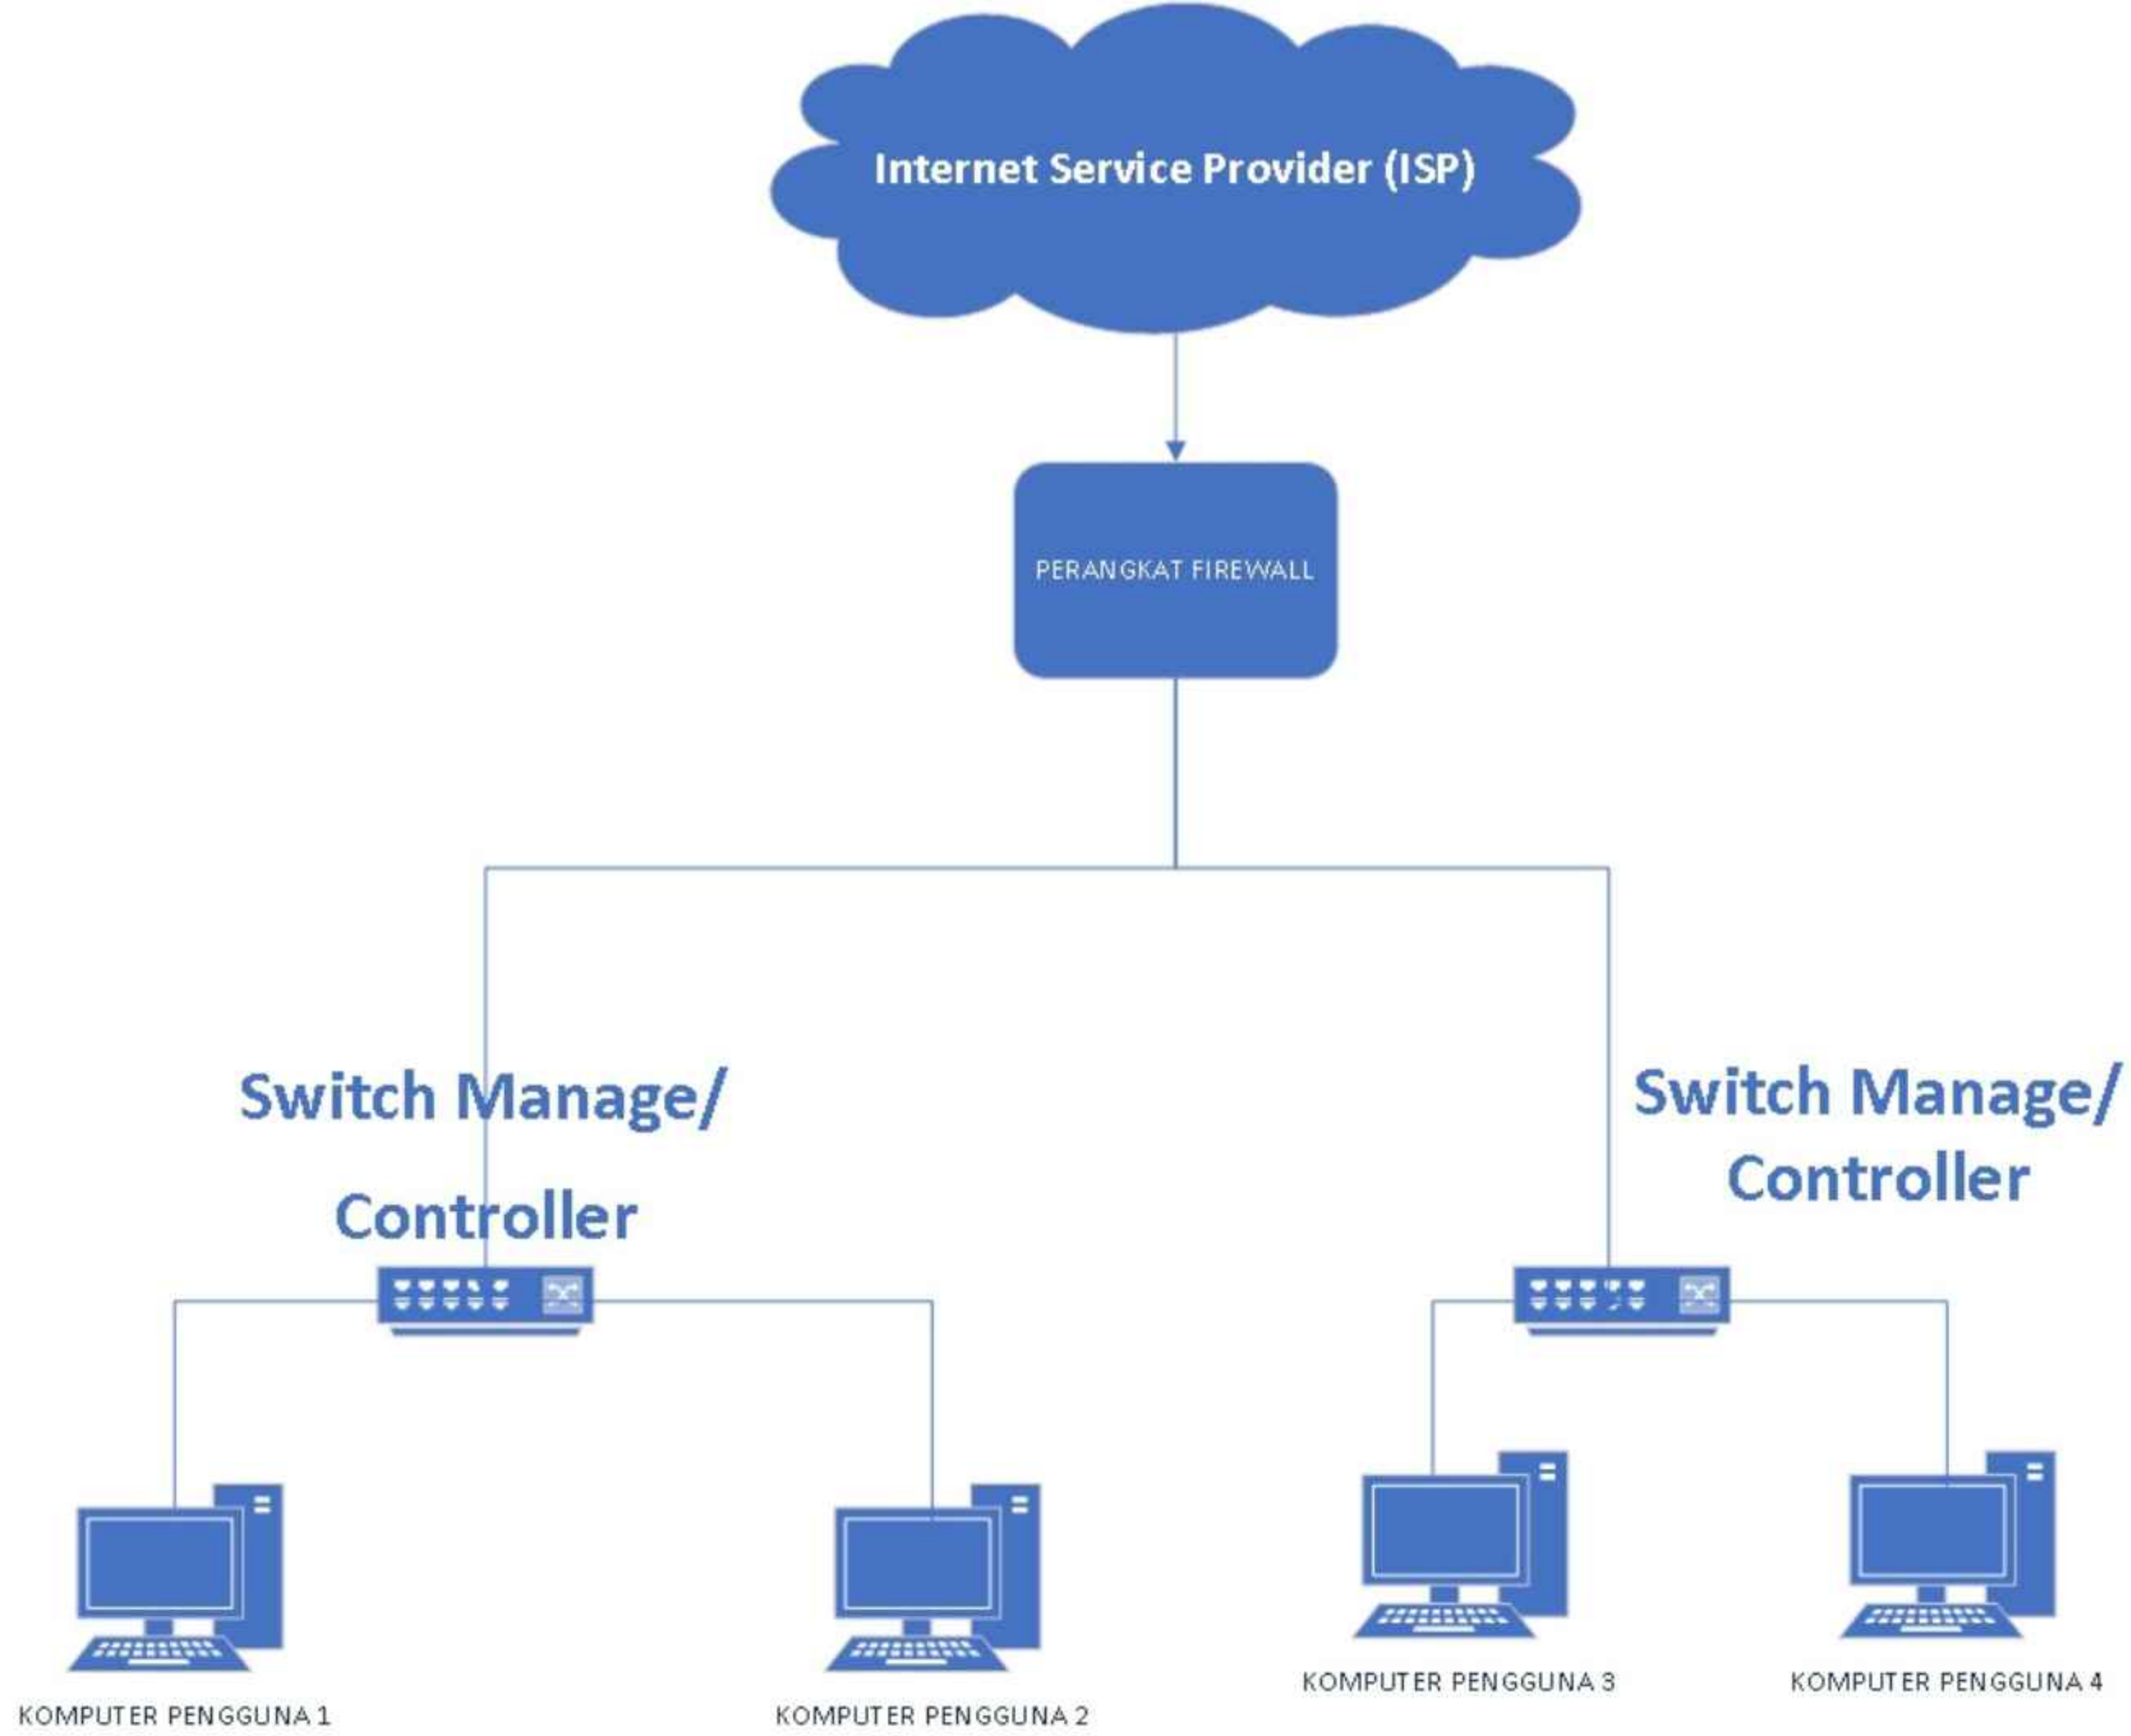 Internet Service Provider (ISP)
PERANGKAT FIREWALL
Switch Manage/
Controller
Switch Manage/
Controller
KOMPUTER PENGGUNA 1
KOMPUTER PENGGUNA 2
KOMPUTER PENGGUNA 3
KOMPUTER PENGGUNA 4